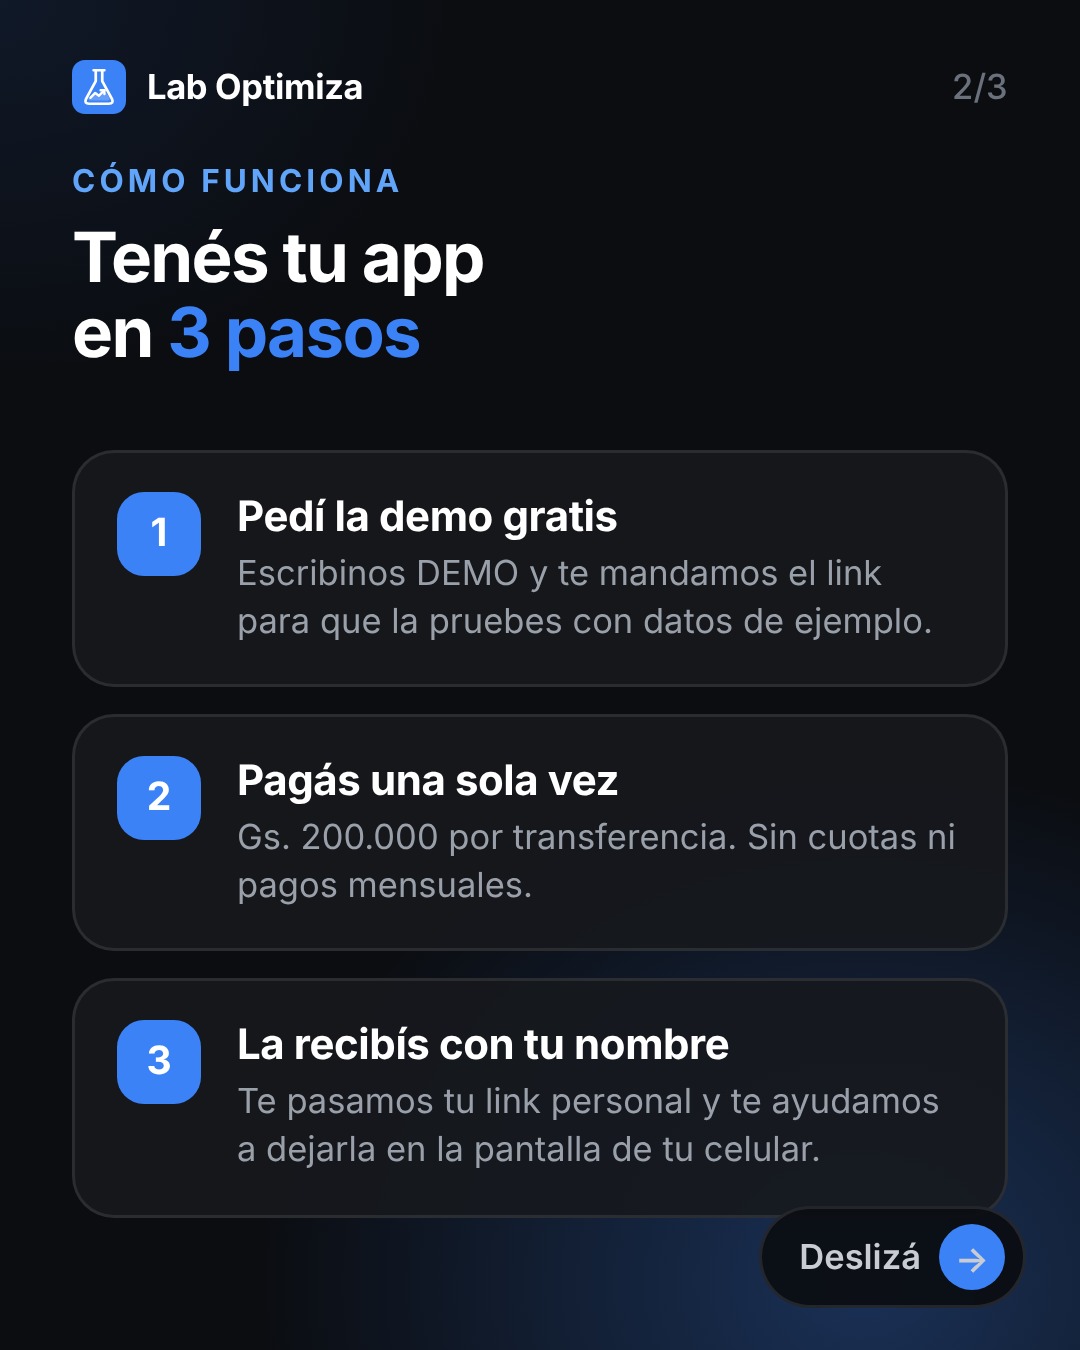 Lab Optimiza
2/3
CÓMO FUNCIONA
Tenés tu app
en 3 pasos
1
Pedí la demo gratis
Escribinos DEMO y te mandamos el link
para que la pruebes con datos de ejemplo.
2
Pagás una sola vez
Gs. 200.000 por transferencia. Sin cuotas ni
pagos mensuales.
3
La recibís con tu nombre
Te pasamos tu link personal y te ayudamos
a dejarla en la pantalla de tu celular.
Deslizá →